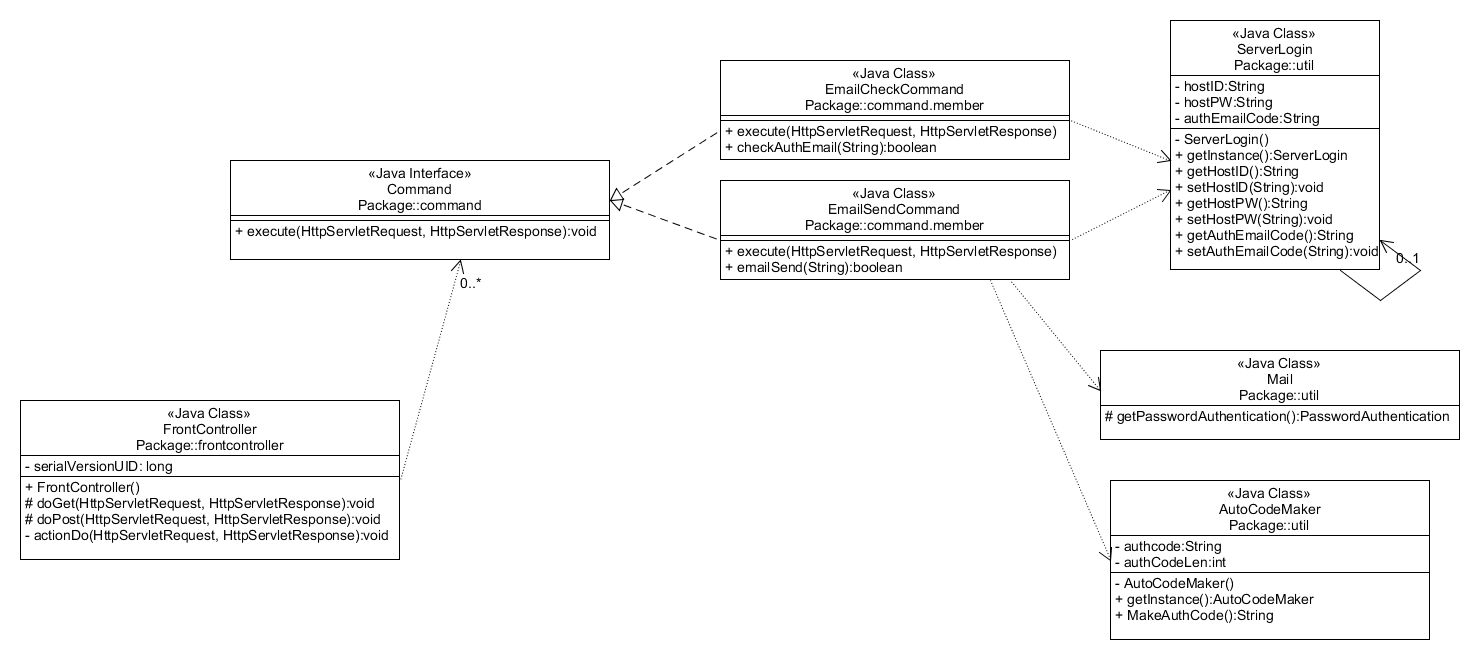 «Java Class»
ServerLogin
Package::util
- hostID:String
- hostPW:String
- authEmailCode:String
- ServerLogin()
+ getInstance():ServerLogin
+ getHostID():String
+ setHostID(String):void
+ getHostPW():String
+ setHostPW(String):void
+ getAuthEmailCode():String
+ setAuthEmailCode(String):void
0..1
«Java Class»
EmailCheckCommand
Package::command.member
+ execute(HttpServletRequest, HttpServletResponse)
+ checkAuthEmail(String):boolean
«Java Interface»
Command
Package::command
+ execute(HttpServletRequest, HttpServletResponse):void
0..*
«Java Class»
EmailSendCommand
Package::command.member
+ execute(HttpServletRequest, HttpServletResponse)
+ emailSend(String):boolean
«Java Class»
Mail
Package::util
# getPasswordAuthentication():PasswordAuthentication
«Java Class»
FrontController
Package::frontcontroller
- serialVersionUID: long
+ FrontController()
# doGet(HttpServletRequest, HttpServletResponse):void
# doPost(HttpServletRequest, HttpServletResponse):void
- actionDo(HttpServletRequest, HttpServletResponse):void
«Java Class»
AutoCodeMaker
Package::util
- authcode:String
- authCodeLen:int
- AutoCodeMaker()
+ getInstance():AutoCodeMaker
+ MakeAuthCode():String